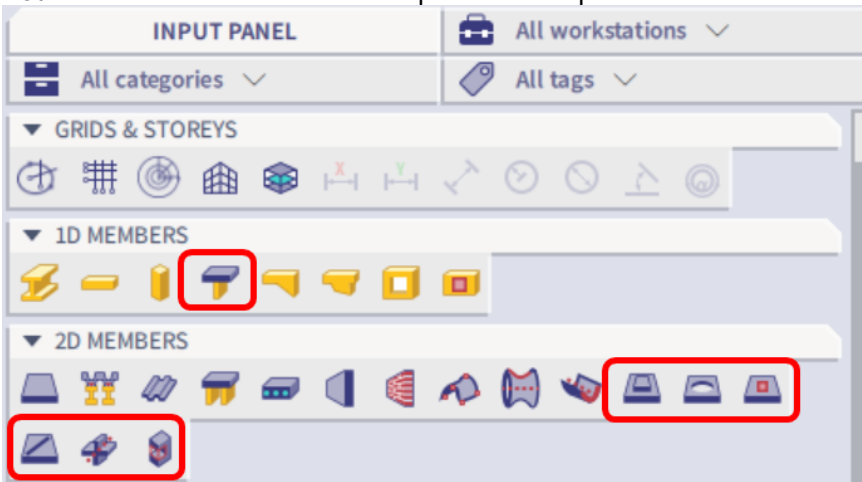 INPUT PANEL
All workstations
All categories
All tags
GRIDS & STOREYS
X
Y
1D MEMBERS
2D MEMBERS